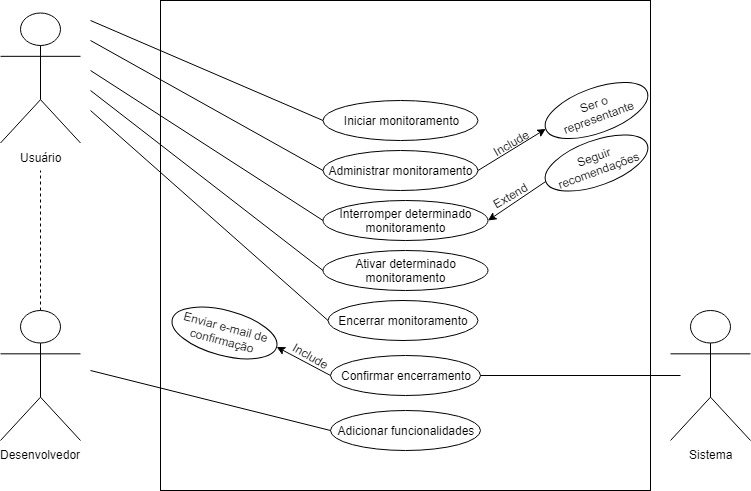 Usuário
Iniciar monitoramento
Ser o
representante
Include
Administrar monitoramento
Seguir
recomendações
Extend
Interromper determinado
monitoramento
Ativar determinado
monitoramento
Encerrar monitoramento
Enviar e-mail de
confirmação
Include
Confirmar encerramento
Adicionar funcionalidades
Desenvolvedor
Sistema